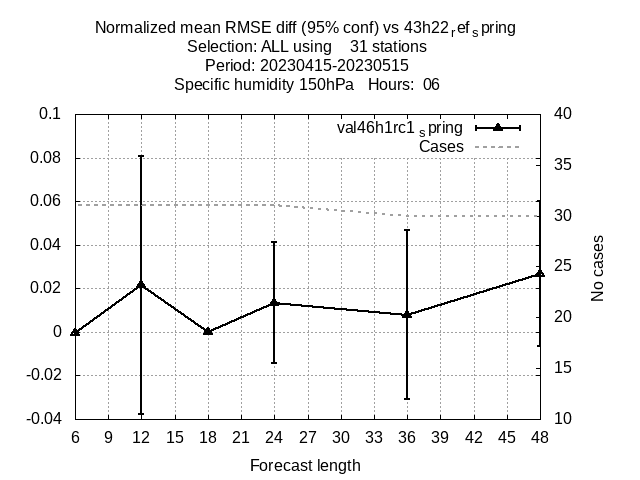 Normalized mean RMSE diff (95% conf) vs 43h22refspring
Selection: ALL using    31 stations
Period: 20230415-20230515
Specific humidity 150hPa   Hours:  06
val46h1rc1spring
Cases
0.1
0.08
0.06
0.04
0.02
0
-0.02
-0.04
40
35
30
25
20
15
10
No cases
6 9 12 15 18 21 24 27 30 33 36 39 42 45 48
Forecast length